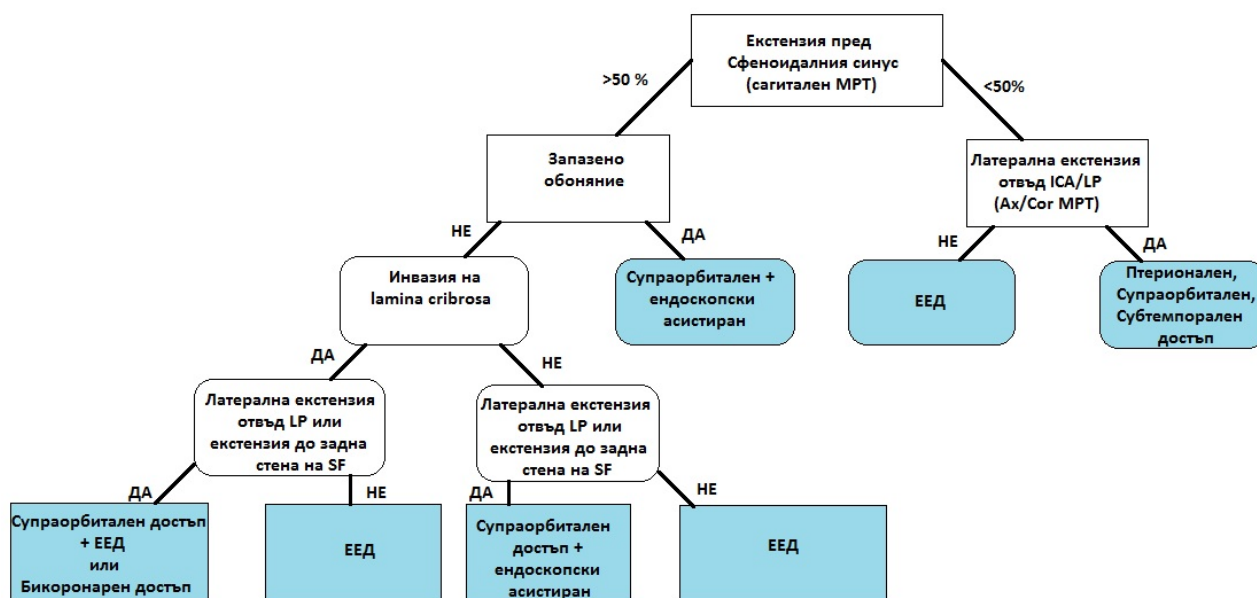 Екстензия пред
Сфеноидалния синус
(сагитален МРТ)
>50 %
<50%
Запазено
обоняние
Латерална екстензия
отвъд ICA/LP
(Ax/Cor МРТ)
НЕ
ДА
НЕ
ДА
Инвазия на
lamina cribrosa
Супраорбитален +
ендоскопски
асистиран
ЕЕД
Птерионален,
Супраорбитален,
Субтемпорален
достъп
ДА
НЕ
Латерална екстензия
отвъд LP или
екстензия до задна
стена на SF
Латерална екстензия
отвъд LP или
екстензия до задна
стена на SF
ДА
НЕ
ДА
НЕ
Супраорбитален достъп
+ ЕЕД
или
Бикоронарен достъп
ЕЕД
Супраорбитален
достъп +
ендоскопски
асистиран
ЕЕД